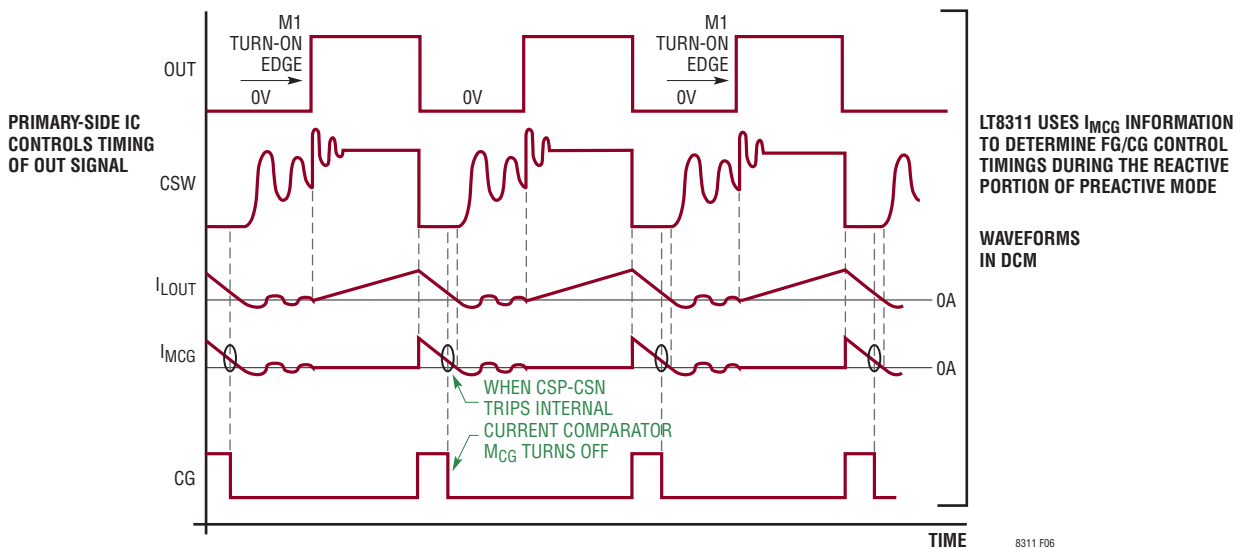 M1
TURN-ON
EDGE
M1
TURN-ON
EDGE
OUT
0V
0V
0V
PRIMARY-SIDE IC
CONTROLS TIMING
OF OUT SIGNAL
LT8311 USES IMCG INFORMATION
TO DETERMINE FG/CG CONTROL
TIMINGS DURING THE REACTIVE
PORTION OF PREACTIVE MODE
CSW
WAVEFORMS
IN DCM
ILOUT
0A
IMCG
0A
WHEN CSP-CSN
TRIPS INTERNAL
CURRENT COMPARATOR
MCG TURNS OFF
CG
TIME
8311 F06